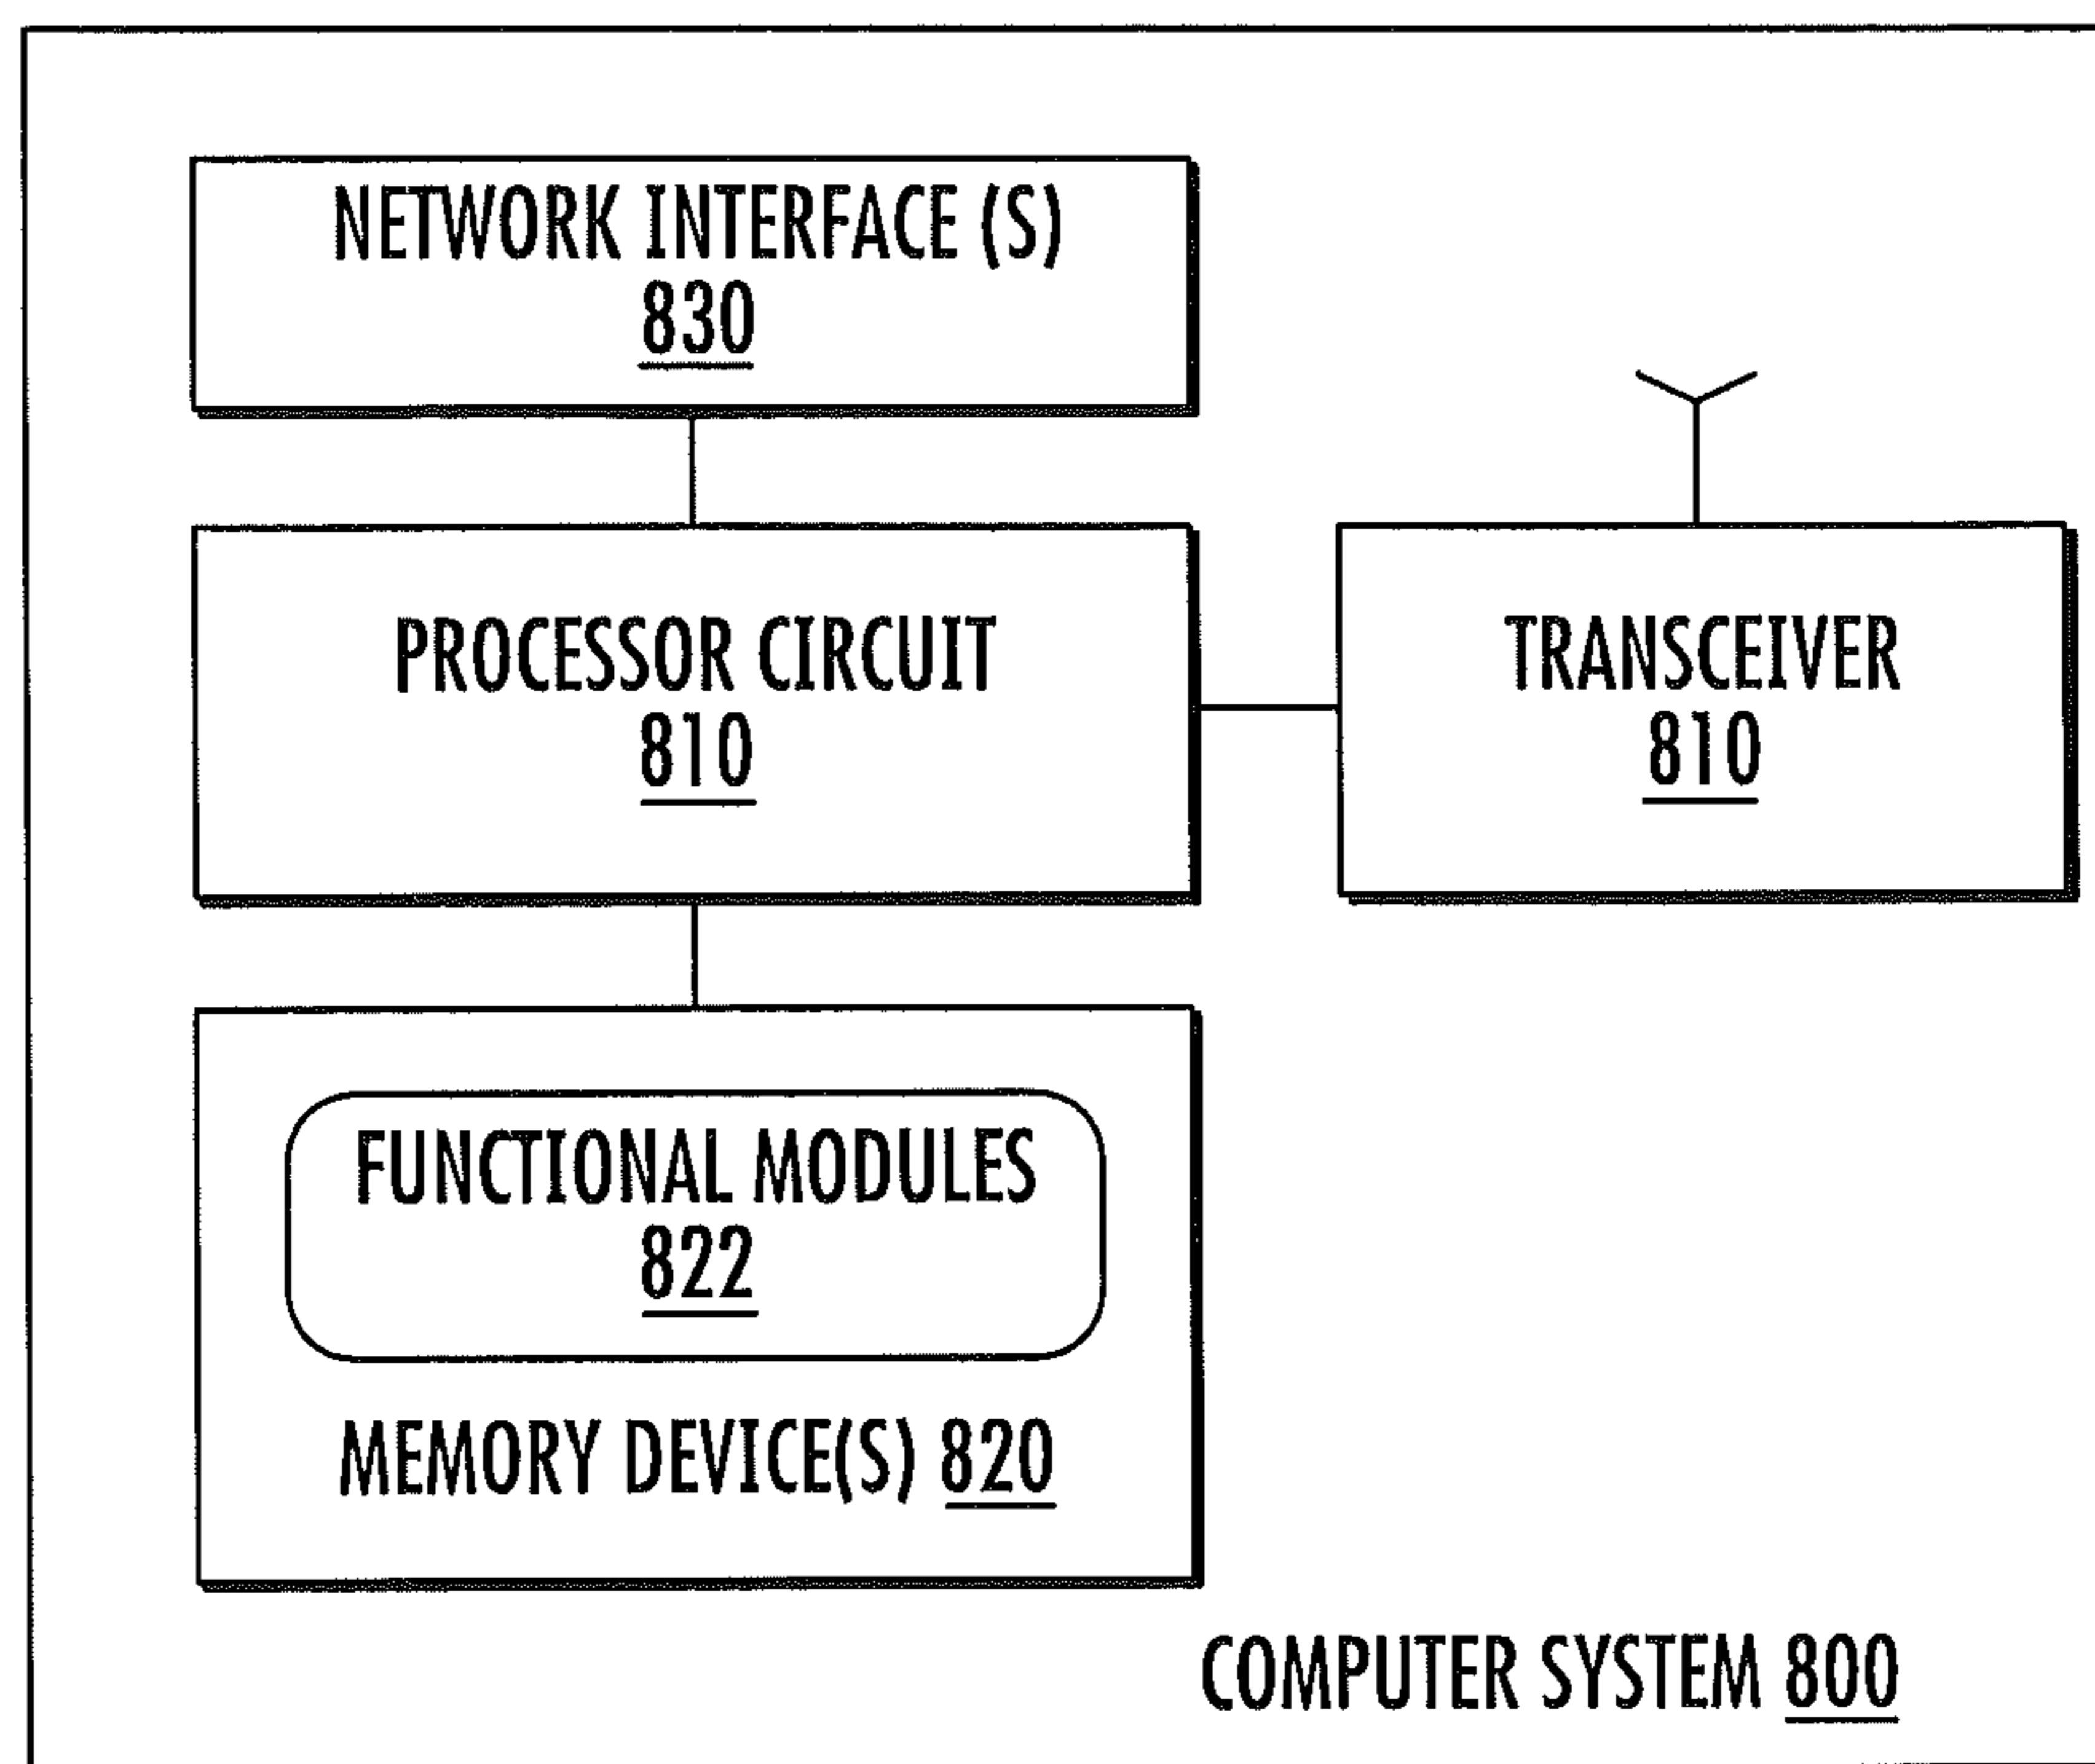 NETWORK INTERFACE (S)
830
PROCESSOR CIRCUIT
810
TRANSCEIVER
810
FUNCTIONAL MODULES
822
MEMORY DEVICE(S) 820
COMPUTER SYSTEM 800